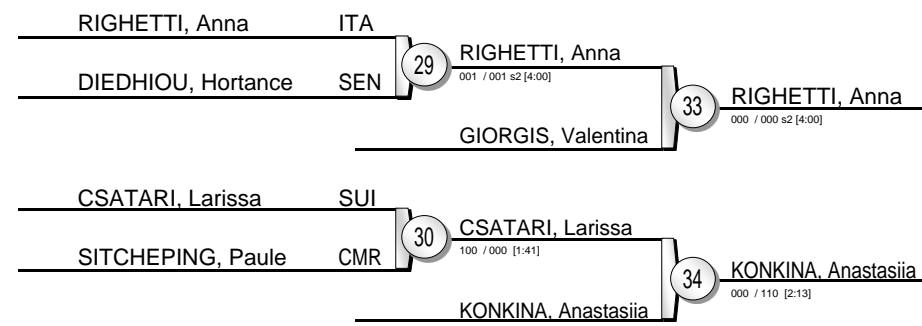 RIGHETTI, Anna ITA
DIEDHIOU, Hortance SEN
29
RIGHETTI, Anna
001 / 001 s2 [4:00]
GIORGIS, Valentina
33
RIGHETTI, Anna
000 / 000 s2 [4:00]
CSATARI, Larissa SUI
SITCHEPING, Paule CMR
30
CSATARI, Larissa
100 / 000 [1:41]
KONKINA, Anastasiia
34
KONKINA, Anastasiia
000 / 110 [2:13]